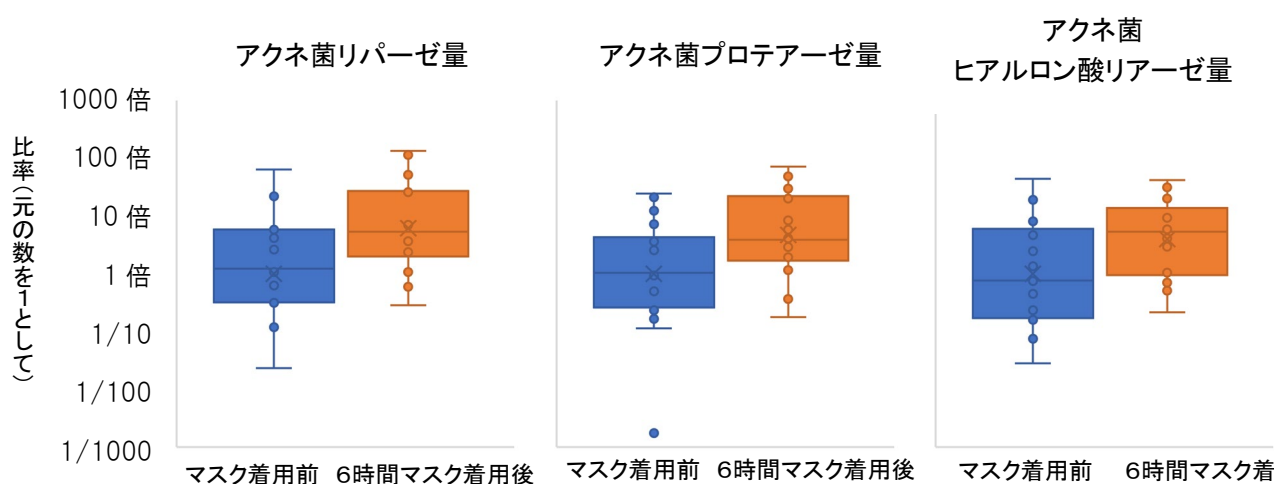 アクネ菌リパーゼ量
アクネ菌プロテアーゼ量
アクネ菌
ヒアルロン酸リアーゼ量
比率(元の数を1として)
1000 倍
100 倍
10 倍
1 倍
1/10
1/100
1/1000
マスク着用前
6時間マスク着用後
マスク着用前
6時間マスク着用後
マスク着用前
6時間マスク着